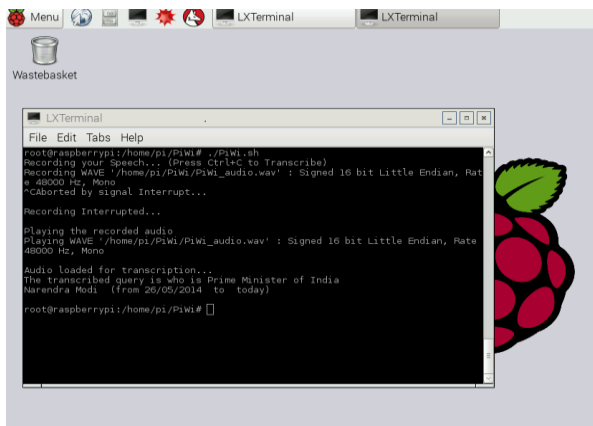 Menu LXTerminal LXTerminal
Wastebasket
LXTerminal
File Edit Tabs Help
root@raspberrypi:/home/pi/PiWi# ./PiWi.sh
Recording your Speech... (Press Ctrl+C to Transcribe)
Recording WAVE '/home/pi/PiWi/PiWi_audio.wav' : Signed 16 bit Little Endian, Rat
e 48000 Hz, Mono
^CAborted by signal Interrupt...
Recording Interrupted...
Playing the recorded audio
Playing WAVE '/home/pi/PiWi/PiWi_audio.wav' : Signed 16 bit Little Endian, Rate
48000 Hz, Mono
Audio loaded for transcription...
The transcribed query is who is Prime Minister of India
Narendra Modi (from 26/05/2014 to today)
root@raspberrypi:/home/pi/PiWi#